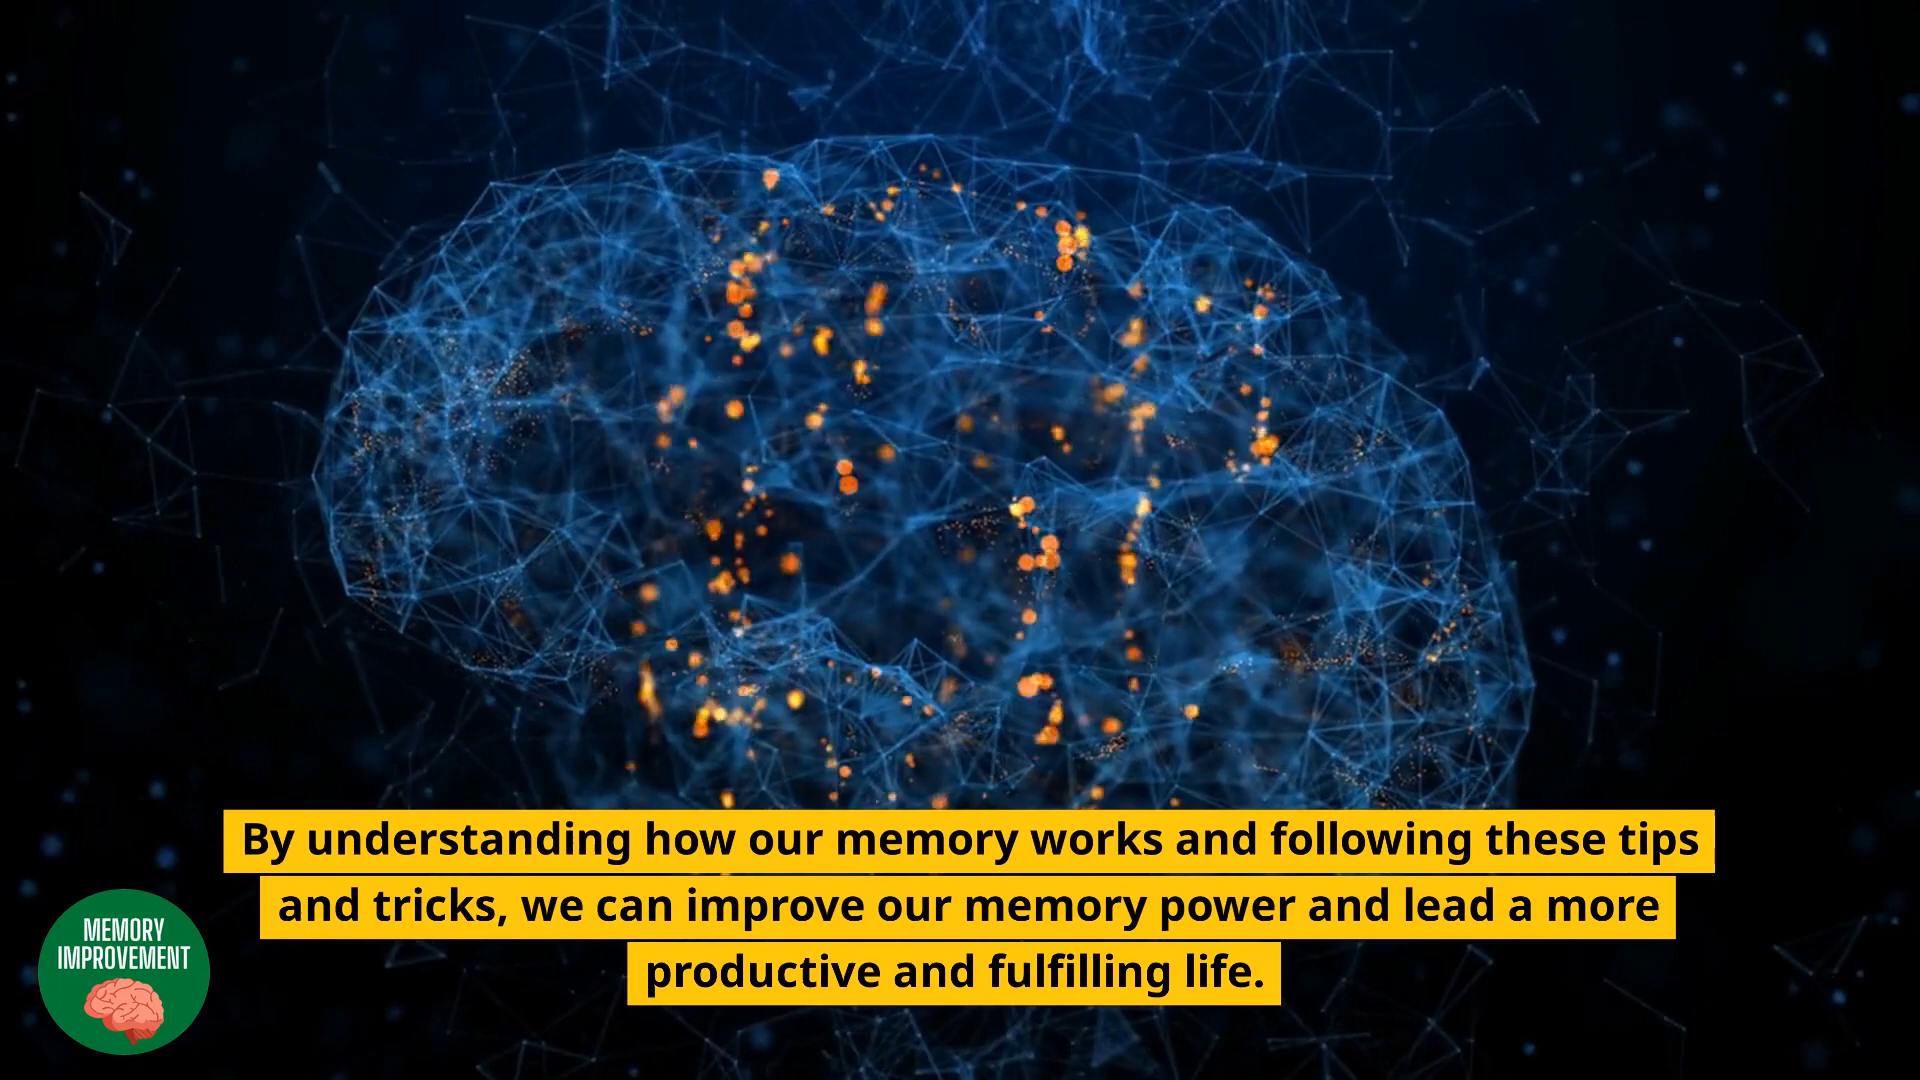 By understanding how our memory works and following these tips
and tricks, we can improve our memory power and lead a more
productive and fulfilling life.
MEMORY
IMPROVEMENT